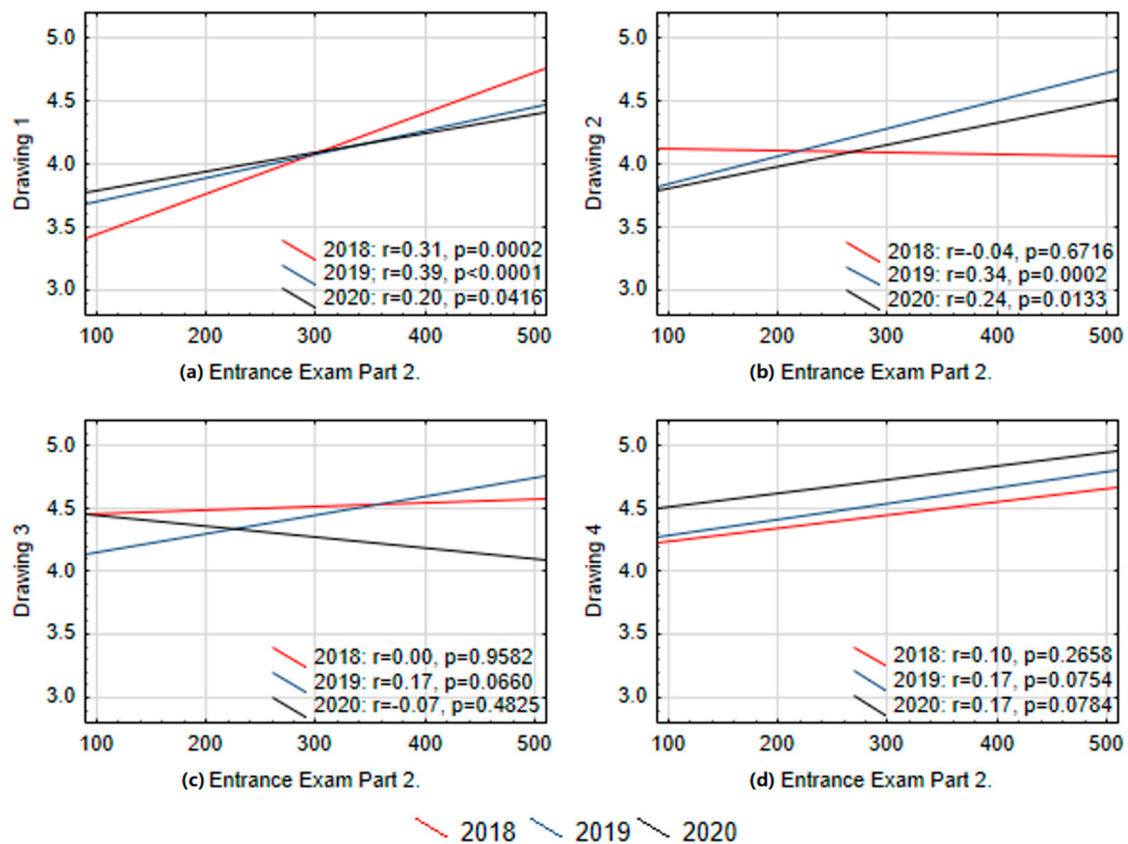 5.0
4.5
4.0
3.5
3.0
Drawing 1
2018: r=0.31, p=0.0002
2019; r=0.39, p<0.0001
2020: r=0.20, p=0.0416
100 200 300 400 500
(a) Entrance Exam Part 2.
5.0
4.5
4.0
3.5
3.0
Drawing 2
2018: r=-0.04, p=0.6716
2019: r=0.34, p=0.0002
2020: r=0.24, p=0.0133
100 200 300 400 500
(b) Entrance Exam Part 2.
5.0
4.5
4.0
3.5
3.0
Drawing 3
2018: r=0.00, p=0.9582
2019: r=0.17, p=0.0660
2020: r=-0.07, p=0.4825
100 200 300 400 500
(c) Entrance Exam Part 2.
5.0
4.5
4.0
3.5
3.0
Drawing 4
2018: r=0.10, p=0.2658
2019: r=0.17, p=0.0754
2020: r=0.17, p=0.0784
100 200 300 400 500
(d) Entrance Exam Part 2.
2018 2019 2020